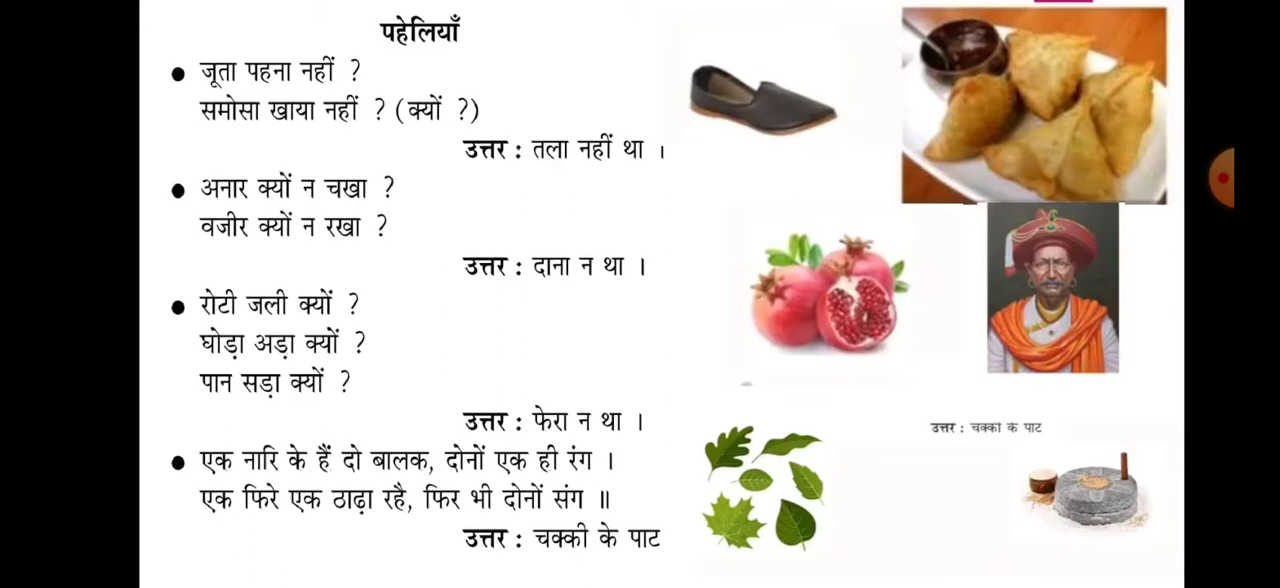 पहेलियाँ
● जूता पहना नहीं ?
समोसा खाया नहीं ? (क्यों ?)
उत्तर : तला नहीं था ।
● अनार क्यों न चखा ?
वजीर क्यों न रखा ?
उत्तर : दाना न था ।
● रोटी जली क्यों ?
घोड़ा अड़ा क्यों ?
पान सड़ा क्यों ?
उत्तर : फेरा न था ।
● एक नारि के हैं दो बालक, दोनों एक ही रंग ।
एक फिरे एक ठाढ़ा रहै, फिर भी दोनों संग ॥
उत्तर : चक्की के पाट
उत्तर : चक्की के पाट